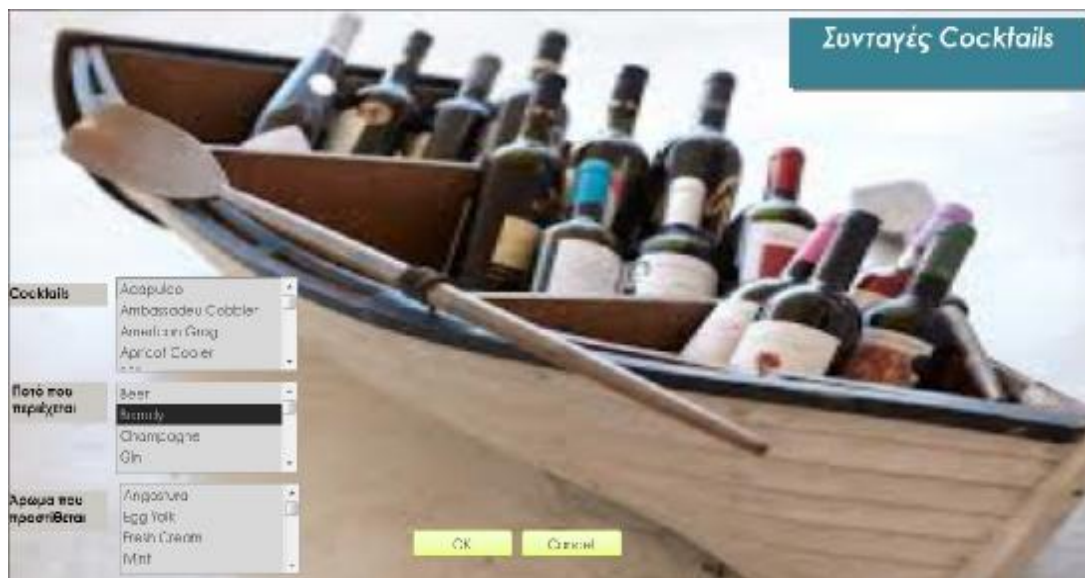 Συνταγές Cocktails
Cocktails
Acapulco
Ambassadeu Cobbler
American Grog
Apricot Cooler
Ποτό που
περιέχεται
Beer
Brandy
Champagne
Gin
Άρωμα που
προστίθεται
Angostura
Egg Yolk
Fresh Cream
Mint
OK
Cancel